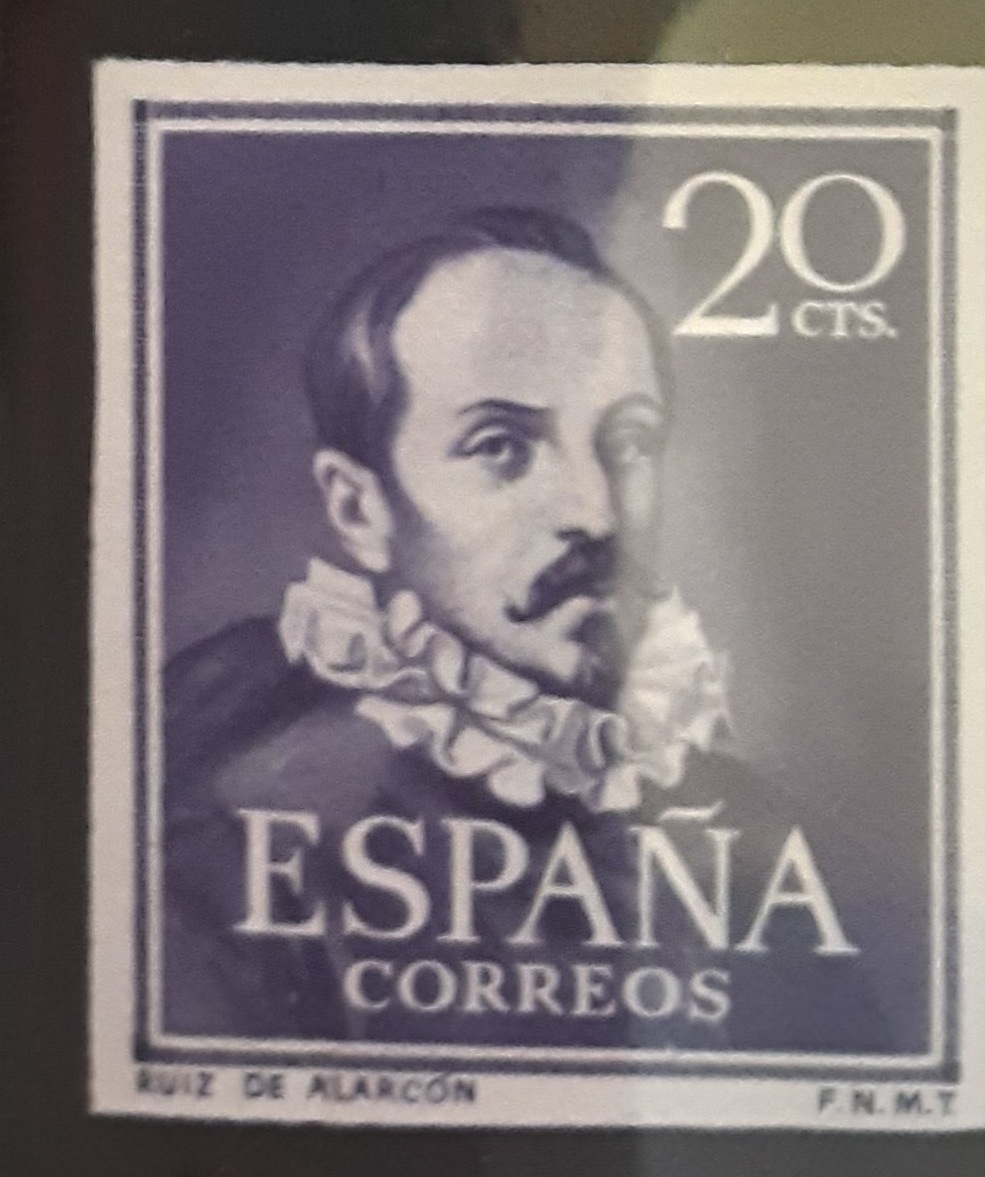 20
CTS.
ESPAÑA
CORREOS
RUIZ DE ALARCÓN
F.N.M.T